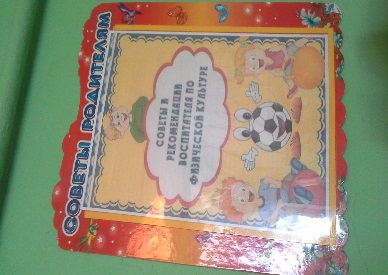 СОВЕТЫ РОДИТЕЛЯМ
СОВЕТЫ И
РЕКОМЕНДАЦИИ
ВОСПИТАТЕЛЯ ПО
ФИЗИЧЕСКОЙ КУЛЬТУРЕ